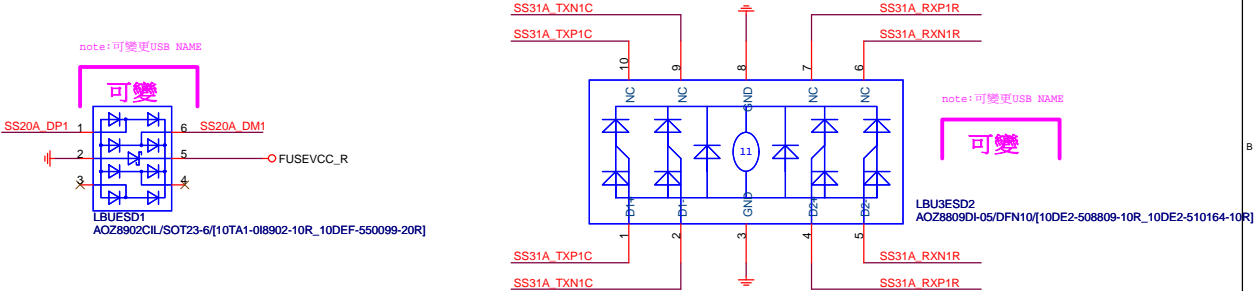 SS31A_TXN1C
SS31A_RXP1R
SS31A_TXP1C
SS31A_RXN1R
note:可變更USB NAME
可變
SS20A_DP1
1
6
SS20A_DM1
2
5
FUSEVCC_R
3
4
LBUESD1
AOZ8902CIL/SOT23-6/[10TA1-0I8902-10R_10DEF-550099-20R]
10
9
8
7
6
NC
NC
GND
NC
NC
11
D1+
D1-
GND
D2+
D2-
1
2
3
4
5
note:可變更USB NAME
可變
B
LBU3ESD2
AOZ8809DI-05/DFN10/[10DE2-508809-10R_10DE2-510164-10R]
SS31A_TXP1C
SS31A_RXN1R
SS31A_TXN1C
SS31A_RXP1R